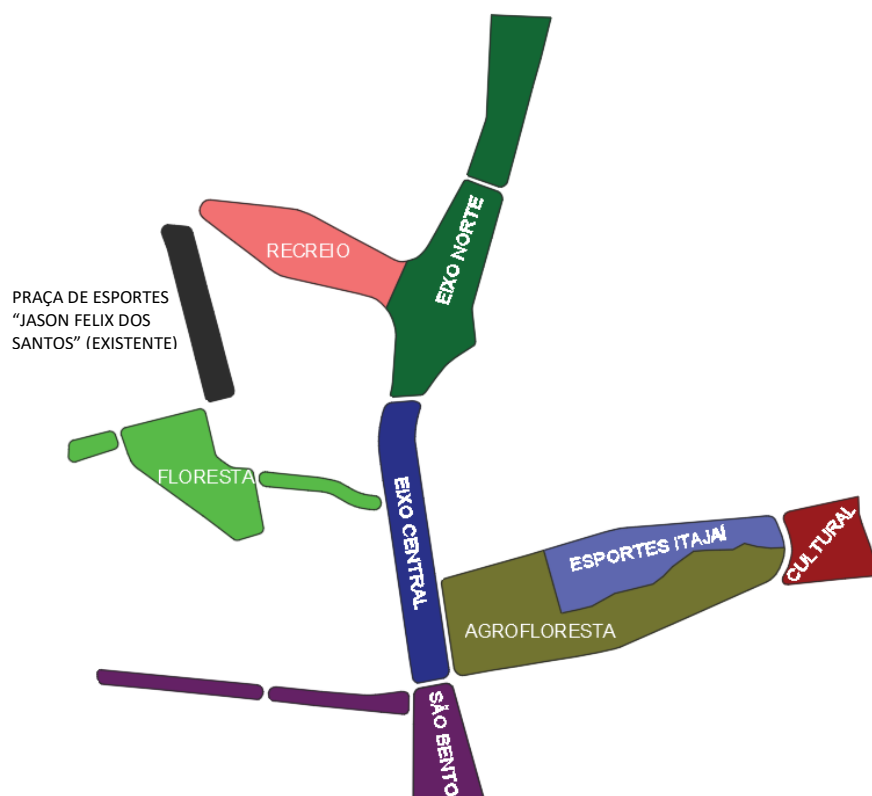 EIXO NORTE
RECREIO
PRAÇA DE ESPORTES
“JASON FELIX DOS
SANTOS” (EXISTENTE)
FLORESTA
EIXO CENTRAL
ESPORTES ITAJAÍ
CULTURAL
AGROFLORESTA
SÃO BENTO